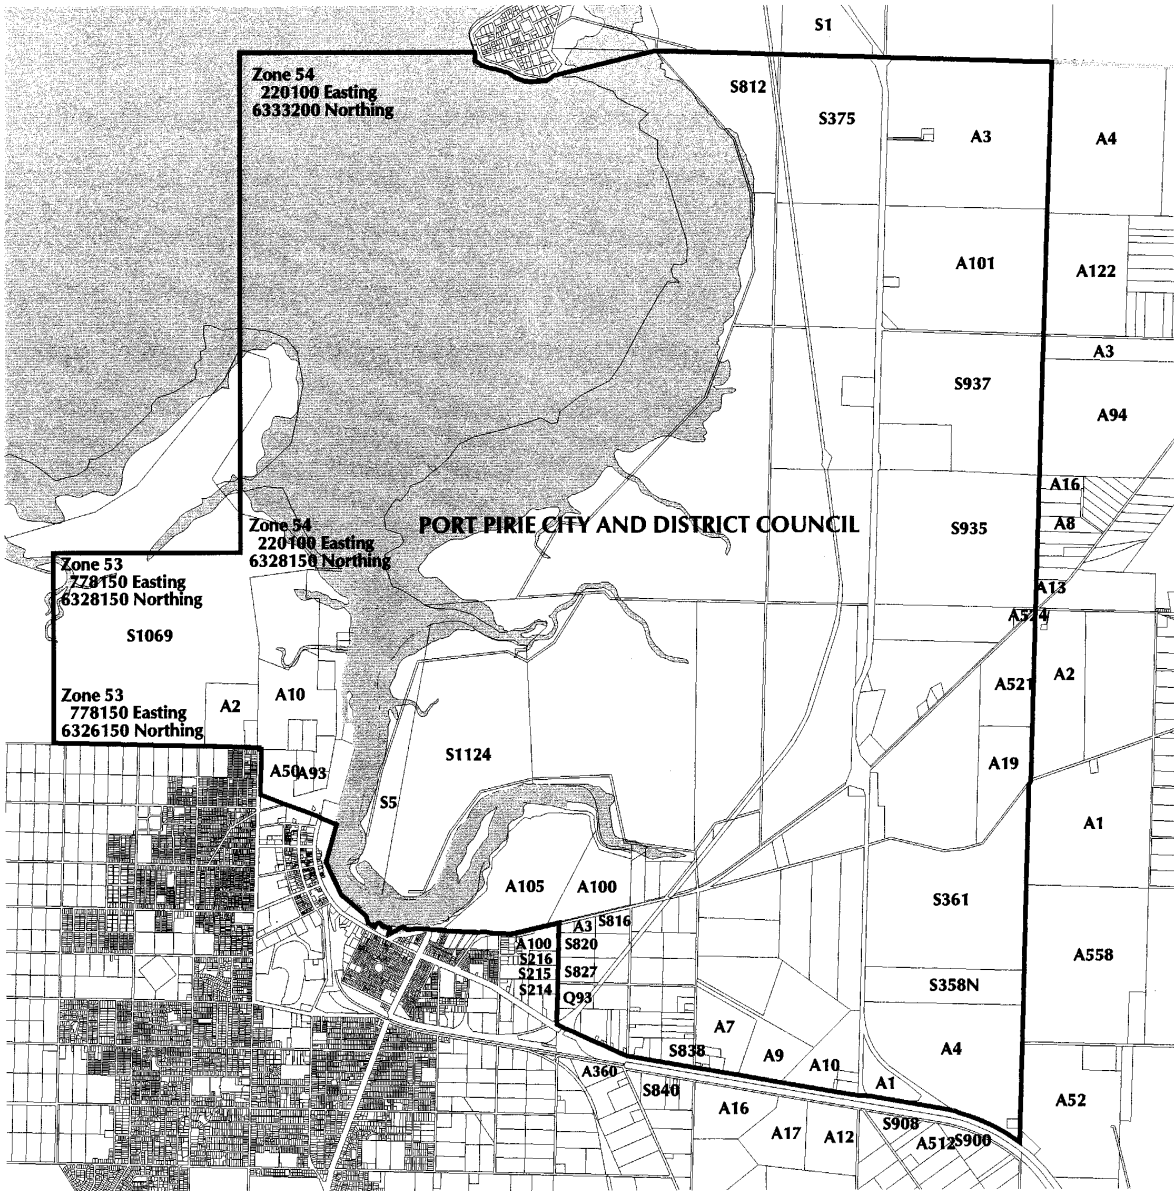 S1
Zone 54
220100 Easting
6333200 Northing
S812
S375
A3
A4
A101
A122
A3
S937
A94
A16
A8
Zone 54
220100 Easting
6328150 Northing
PORT PIRIE CITY AND DISTRICT COUNCIL
S935
Zone 53
778150 Easting
6328150 Northing
A13
A524
S1069
A521
A2
Zone 53
778150 Easting
6326150 Northing
A10
A2
S1124
A50
A93
A19
S5
A1
A105
A100
S361
A3
S816
A100
S820
S216
S827
S215
S214
Q93
A558
S358N
A7
S838
A9
A10
A4
A360
S840
A1
A16
A52
S908
A17
A12
A512
S900